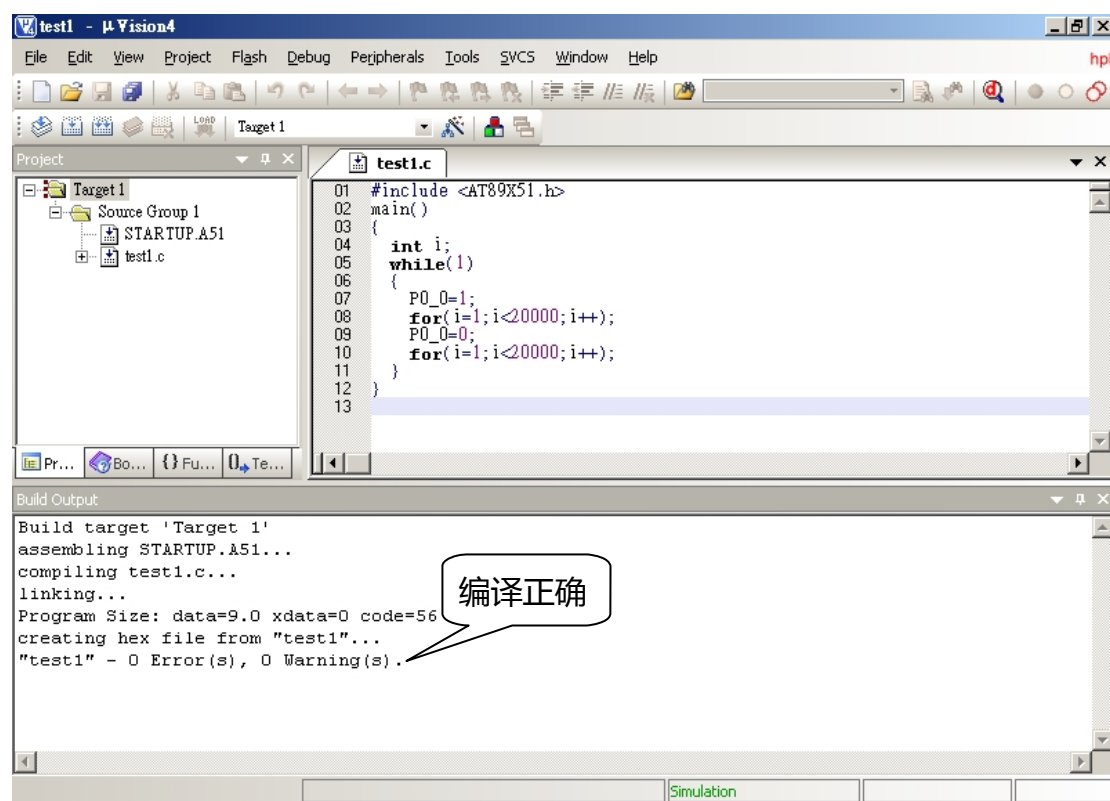 test1 - µVision4
File Edit View Project Flash Debug Peripherals Tools SVCS Window Help
LOAD Target 1
Project
Target 1
Source Group 1
STARTUP.A51
test1.c
Pr... Bo... {} Fu... 0 Te...
test1.c
01 #include <AT89X51.h>
02 main()
03 {
04 int i;
05 while(1)
06 {
07 P0_0=1;
08 for(i=1;i<20000;i++);
09 P0_0=0;
10 for(i=1;i<20000;i++);
11 }
12 }
13
Build Output
Build target 'Target 1'
assembling STARTUP.A51...
compiling test1.c...
linking...
Program Size: data=9.0 xdata=0 code=56
creating hex file from "test1"...
"test1" - 0 Error(s), 0 Warning(s).
编译正确
Simulation